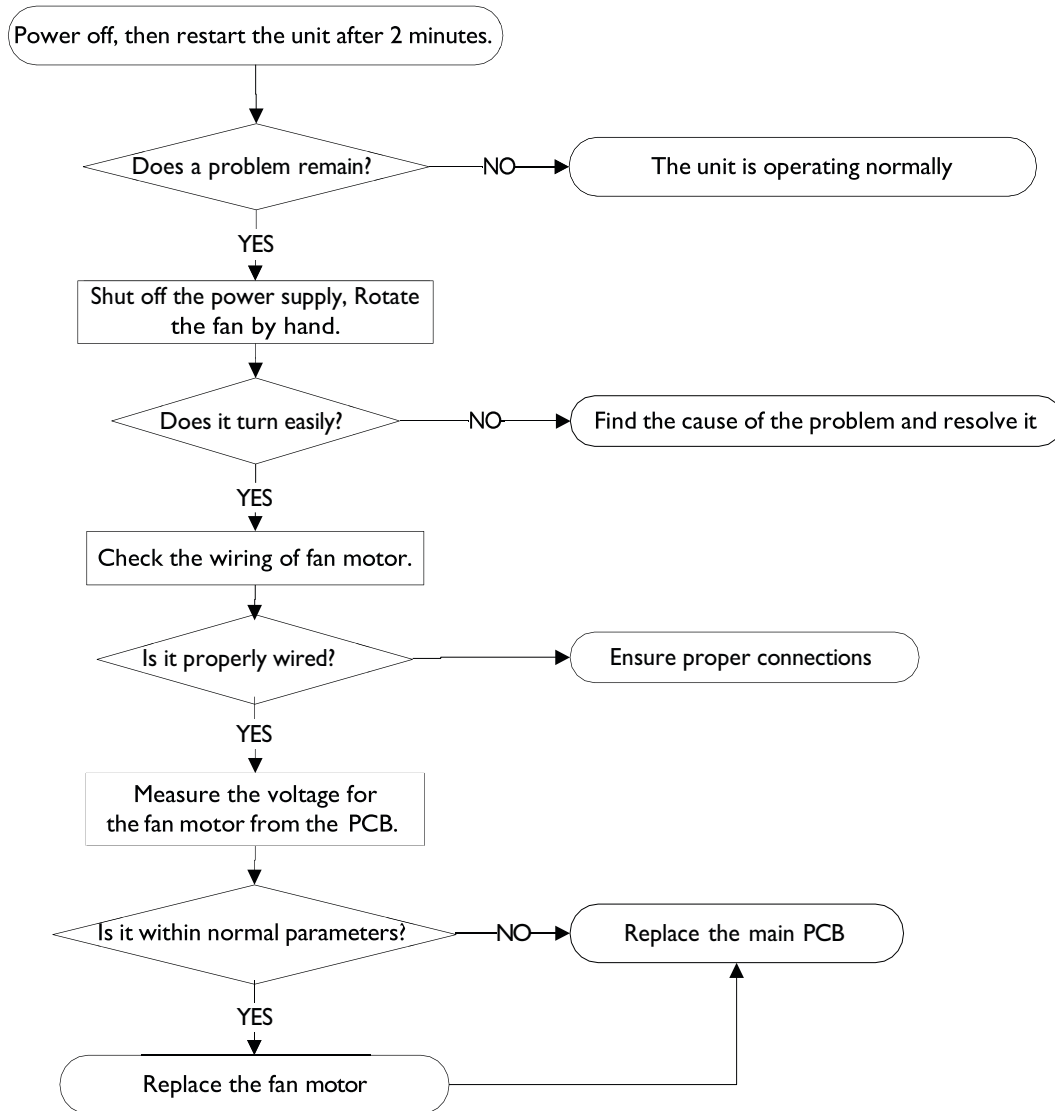 Power off, then restart the unit after 2 minutes.
Does a problem remain?
NO
The unit is operating normally
YES
Shut off the power supply, Rotate
the fan by hand.
Does it turn easily?
NO
Find the cause of the problem and resolve it
YES
Check the wiring of fan motor.
Is it properly wired?
Ensure proper connections
YES
Measure the voltage for
the fan motor from the PCB.
Is it within normal parameters?
NO
Replace the main PCB
YES
Replace the fan motor